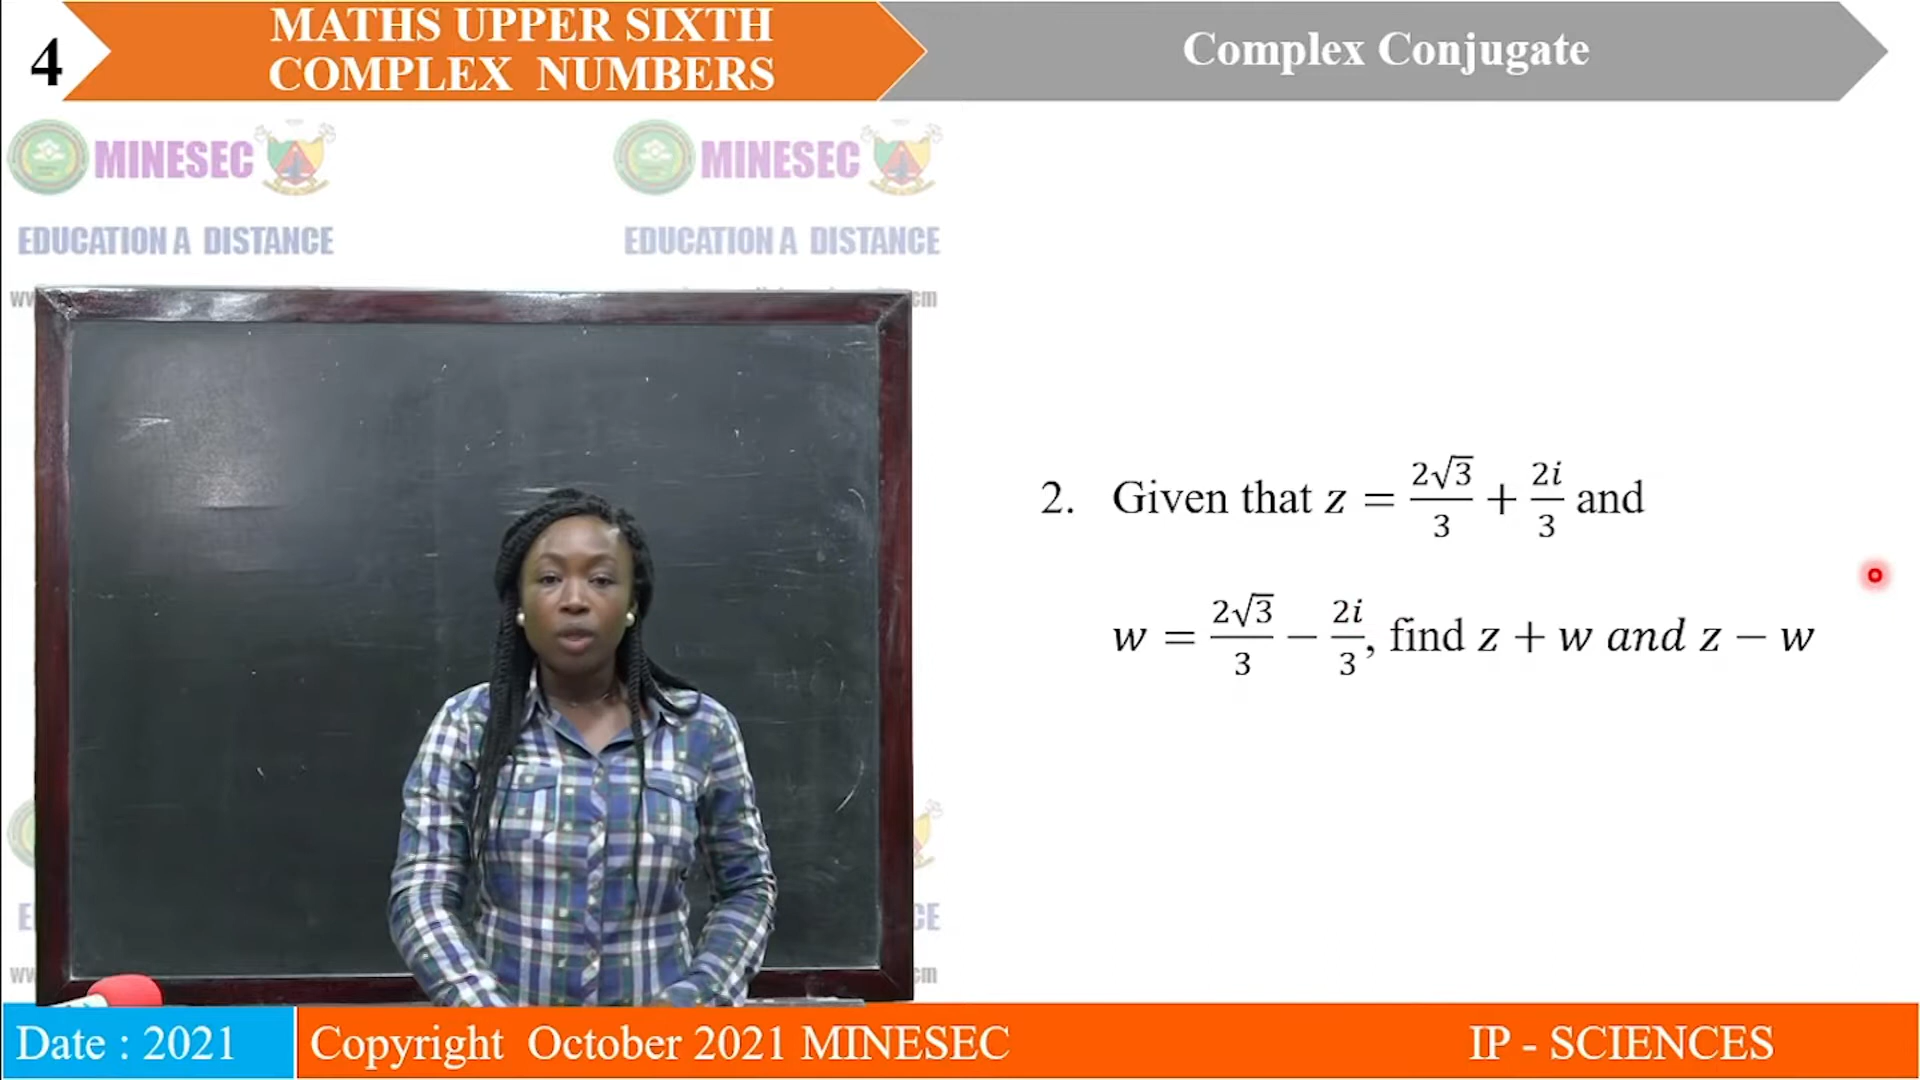 4
MATHS UPPER SIXTH
COMPLEX NUMBERS
Complex Conjugate
MINESEC
MINESEC
EDUCATION A DISTANCE
EDUCATION A DISTANCE
2. Given that z = 2√3/3 + 2i/3 and
w = 2√3/3 − 2i/3, find z + w and z − w
Date : 2021
Copyright October 2021 MINESEC
IP - SCIENCES